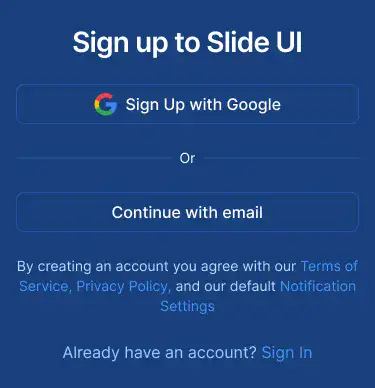 Sign up to Slide UI
Sign Up with Google
Or
Continue with email
By creating an account you agree with our Terms of
Service, Privacy Policy, and our default Notification
Settings
Already have an account? Sign In